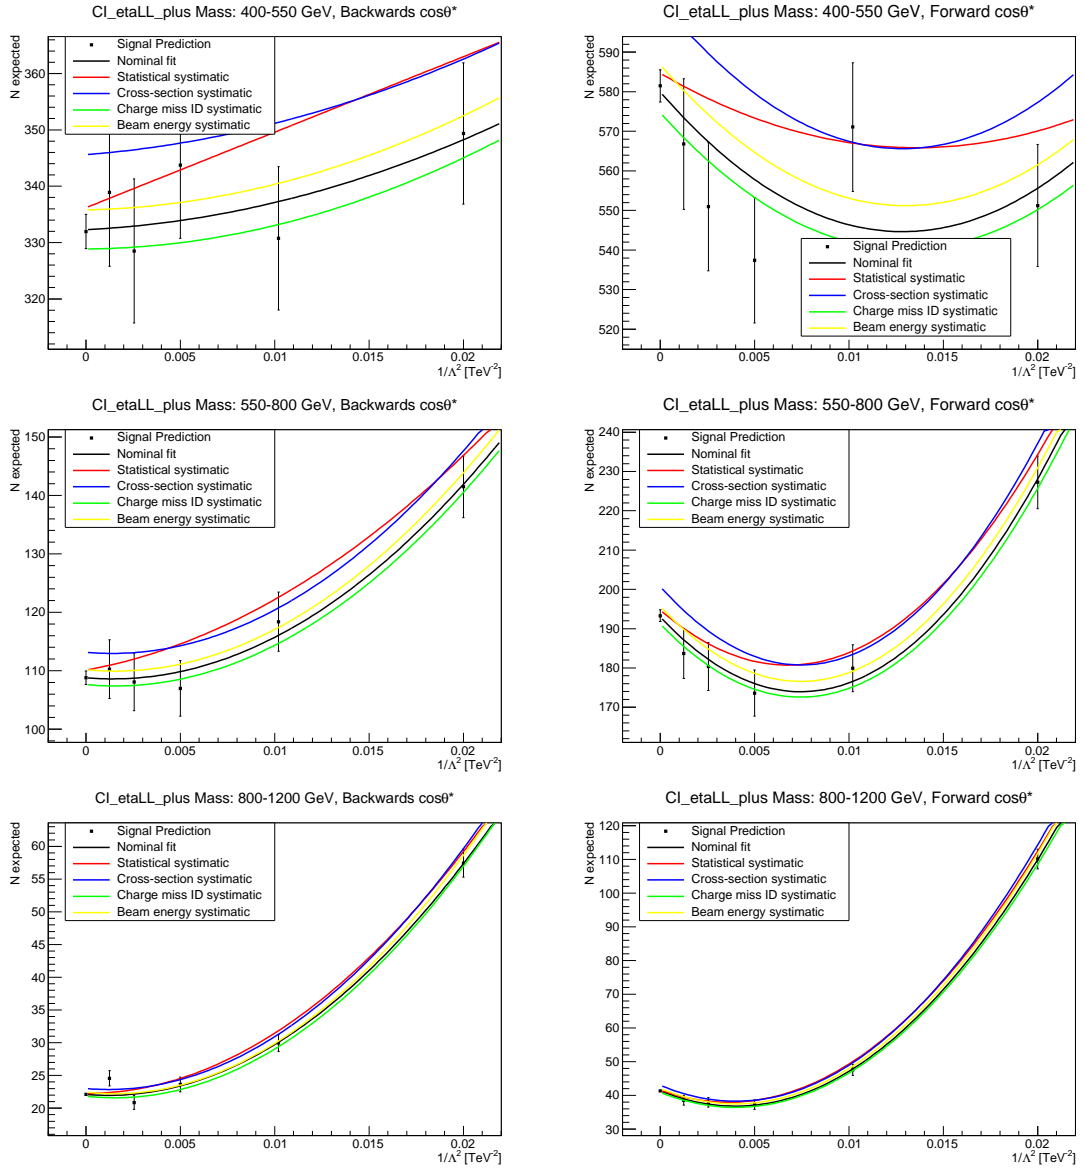 CI_etaLL_plus Mass: 400-550 GeV, Backwards cosθ*
N expected
Signal Prediction
Nominal fit
Statistical systimatic
Cross-section systimatic
Charge miss ID systimatic
Beam energy systimatic
360
350
340
330
320
0 0.005 0.01 0.015 0.02
1/Λ² [TeV⁻²]
CI_etaLL_plus Mass: 400-550 GeV, Forward cosθ*
N expected
590
580
570
560
550
540
530
520
Signal Prediction
Nominal fit
Statistical systimatic
Cross-section systimatic
Charge miss ID systimatic
Beam energy systimatic
0 0.005 0.01 0.015 0.02
1/Λ² [TeV⁻²]
CI_etaLL_plus Mass: 550-800 GeV, Backwards cosθ*
N expected
Signal Prediction
Nominal fit
Statistical systimatic
Cross-section systimatic
Charge miss ID systimatic
Beam energy systimatic
150
140
130
120
110
100
0 0.005 0.01 0.015 0.02
1/Λ² [TeV⁻²]
CI_etaLL_plus Mass: 550-800 GeV, Forward cosθ*
N expected
Signal Prediction
Nominal fit
Statistical systimatic
Cross-section systimatic
Charge miss ID systimatic
Beam energy systimatic
240
230
220
210
200
190
180
170
0 0.005 0.01 0.015 0.02
1/Λ² [TeV⁻²]
CI_etaLL_plus Mass: 800-1200 GeV, Backwards cosθ*
N expected
Signal Prediction
Nominal fit
Statistical systimatic
Cross-section systimatic
Charge miss ID systimatic
Beam energy systimatic
60
55
50
45
40
35
30
25
20
0 0.005 0.01 0.015 0.02
1/Λ² [TeV⁻²]
CI_etaLL_plus Mass: 800-1200 GeV, Forward cosθ*
N expected
Signal Prediction
Nominal fit
Statistical systimatic
Cross-section systimatic
Charge miss ID systimatic
Beam energy systimatic
120
110
100
90
80
70
60
50
40
30
0 0.005 0.01 0.015 0.02
1/Λ² [TeV⁻²]